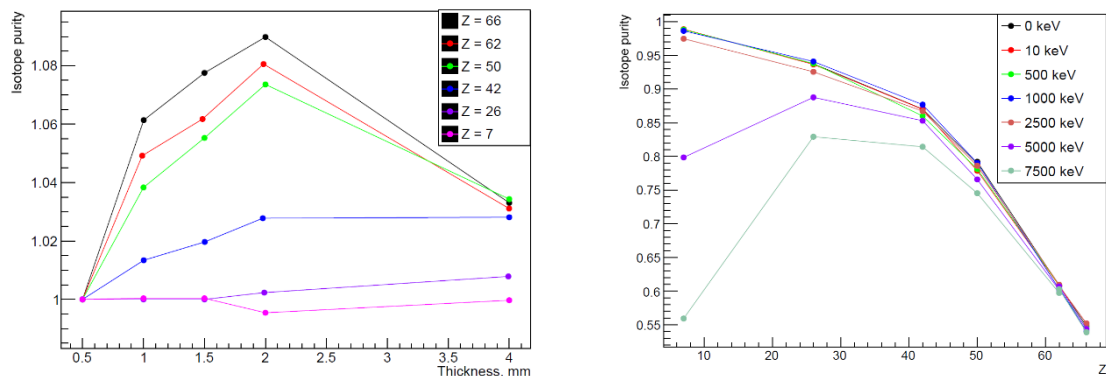 Isotope purity
1.08
1.06
1.04
1.02
1
0.5
1
1.5
2
2.5
3
3.5
4
Thickness, mm
Z = 66
Z = 62
Z = 50
Z = 42
Z = 26
Z = 7
Isotope purity
1
0.95
0.9
0.85
0.8
0.75
0.7
0.65
0.6
0.55
10
20
30
40
50
60
Z
0 keV
10 keV
500 keV
1000 keV
2500 keV
5000 keV
7500 keV